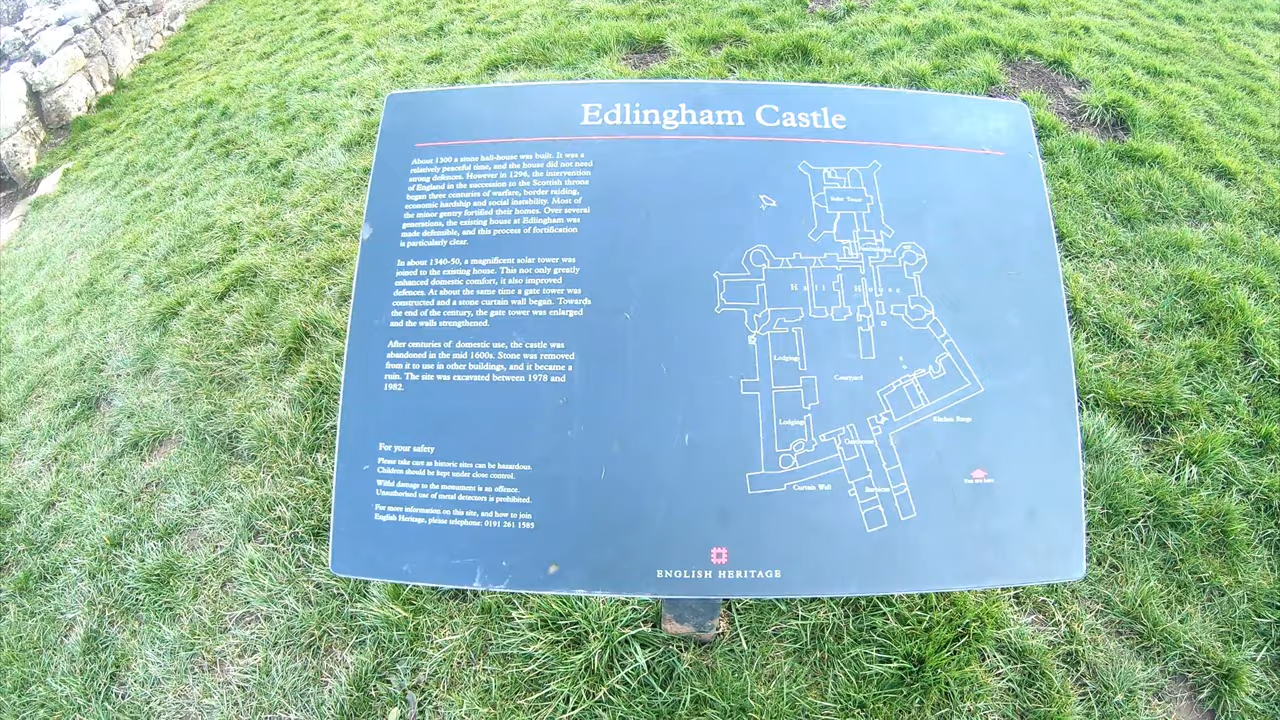 Edlingham Castle
About 1300 a stone hall-house was built. It was a
relatively peaceful time, and the house did not need
strong defences. However in 1296, the intervention
of England in the succession to the Scottish throne
began three centuries of warfare, border raiding,
economic hardship and social instability. Most of
the minor gentry fortified their homes. Over several
generations, the existing house at Edlingham was
made defensible, and this process of fortification
is particularly clear.
In about 1340-50, a magnificent solar tower was
joined to the existing house. This not only greatly
enhanced domestic comfort, it also improved
defences. At about the same time a gate tower was
constructed and a stone curtain wall began. Towards
the end of the century, the gate tower was enlarged
and the walls strengthened.
After centuries of domestic use, the castle was
abandoned in the mid 1600s. Stone was removed
from it to use in other buildings, and it became a
ruin. The site was excavated between 1978 and
1982.
For your safety
Please take care as historic sites can be hazardous.
Children should be kept under close control.
Wilful damage to the monument is an offence.
Unauthorised use of metal detectors is prohibited.
For more information on this site, and how to join
English Heritage, please telephone: 0191 261 1585
Solar Tower
Hall House
Lodgings
Courtyard
Lodgings
Kitchen Range
Gatehouse
Curtain Wall
Barbican
You are here
ENGLISH HERITAGE